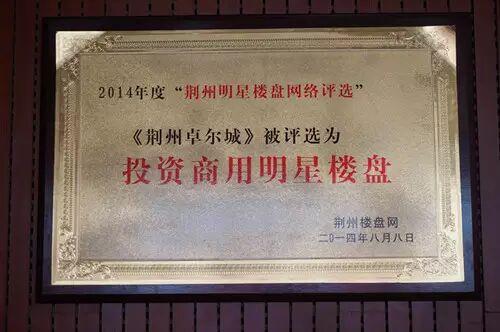 2014年度“荆州明星楼盘网络评选”
《荆州卓尔城》被评选为
投资商用明星楼盘
荆州楼盘网
二0一四年八月八日